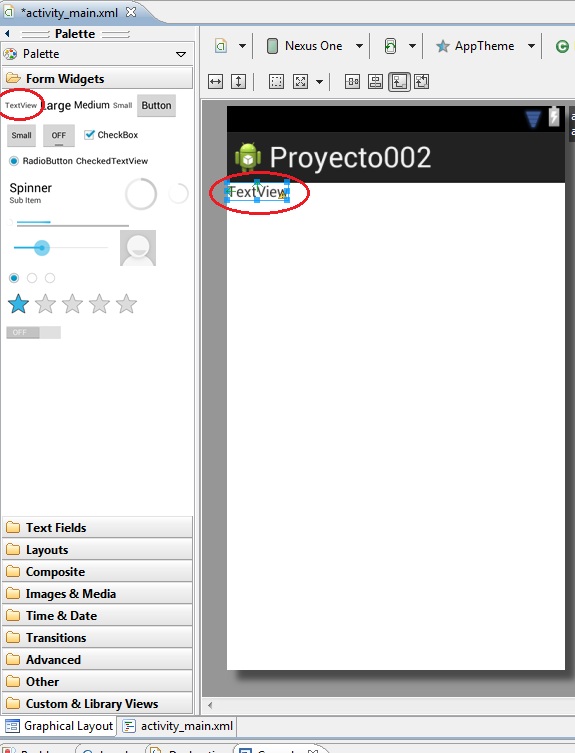 *activity_main.xml
Palette
Palette
Form Widgets
TextView Large Medium Small Button
Small OFF CheckBox
RadioButton CheckedTextView
Spinner
Sub Item
OFF
Text Fields
Layouts
Composite
Images & Media
Time & Date
Transitions
Advanced
Other
Custom & Library Views
Graphical Layout activity_main.xml
Nexus One AppTheme
Proyecto002
TextView